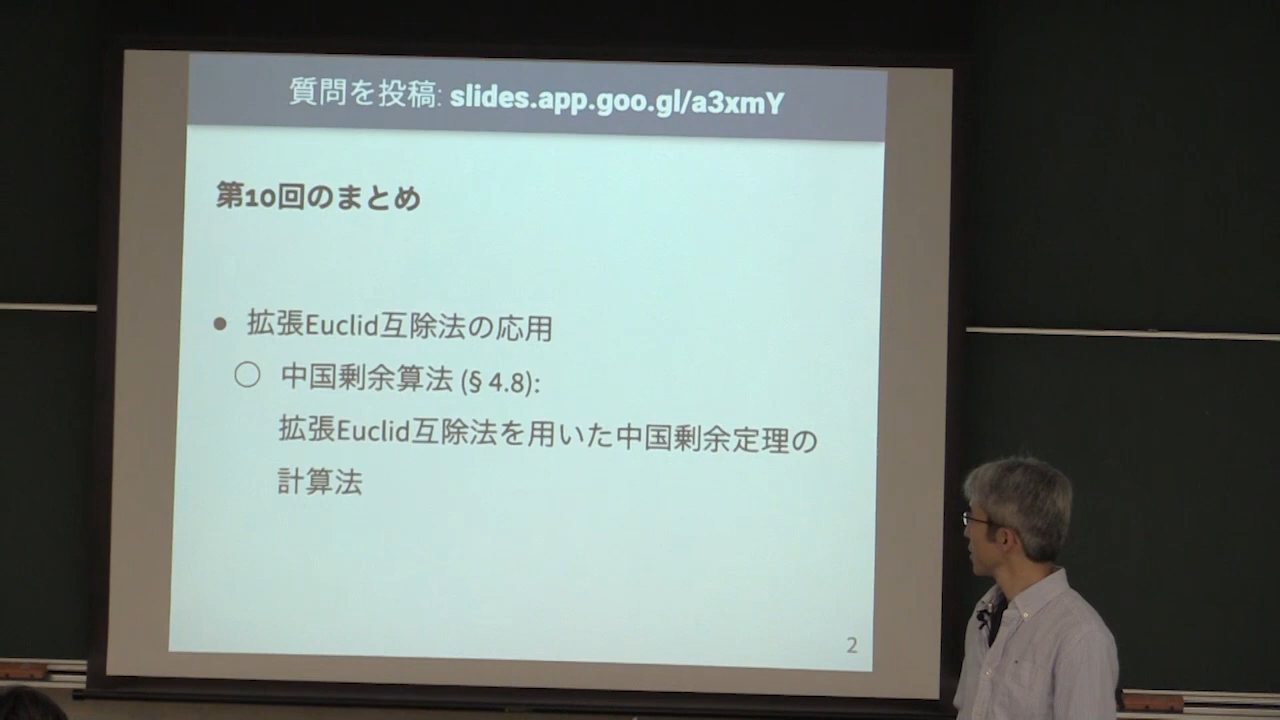 質問を投稿: slides.app.goo.gl/a3xmY
第10回のまとめ
● 拡張Euclid互除法の応用
○ 中国剰余算法 (§ 4.8):
拡張Euclid互除法を用いた中国剰余定理の
計算法
2